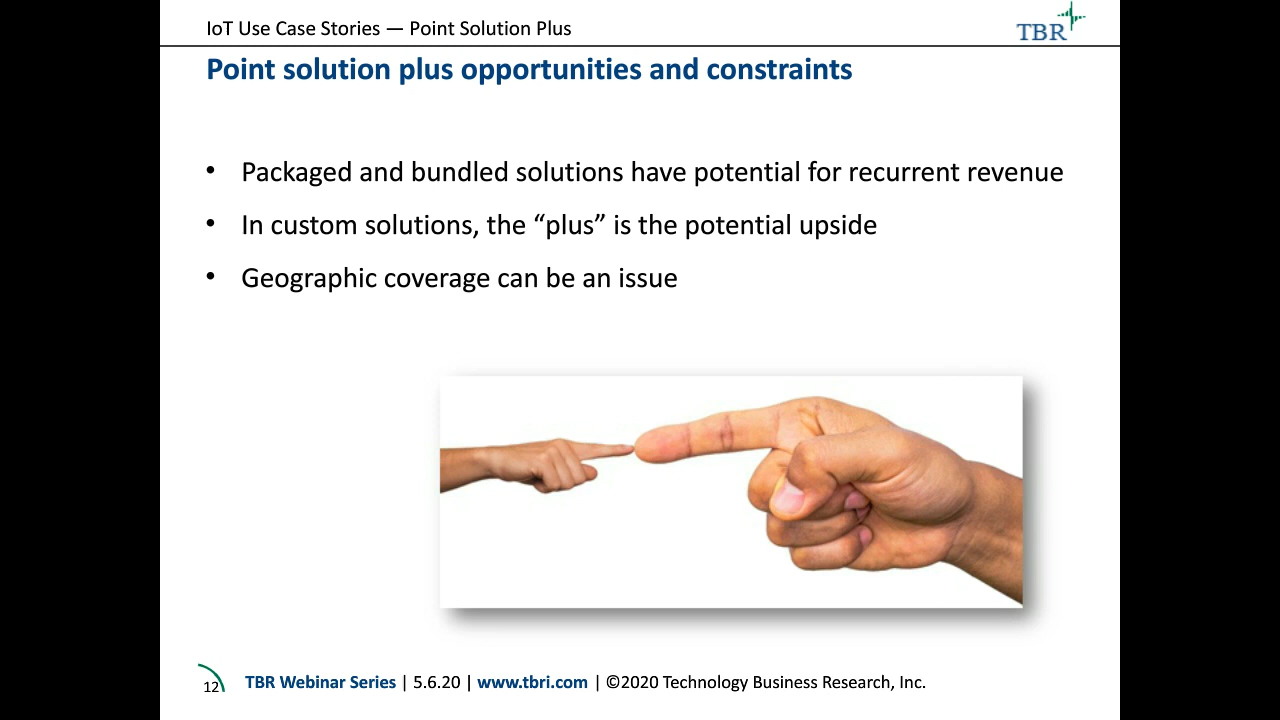 IoT Use Case Stories — Point Solution Plus
TBR
Point solution plus opportunities and constraints
• Packaged and bundled solutions have potential for recurrent revenue
• In custom solutions, the “plus” is the potential upside
• Geographic coverage can be an issue
12 TBR Webinar Series | 5.6.20 | www.tbri.com | ©2020 Technology Business Research, Inc.